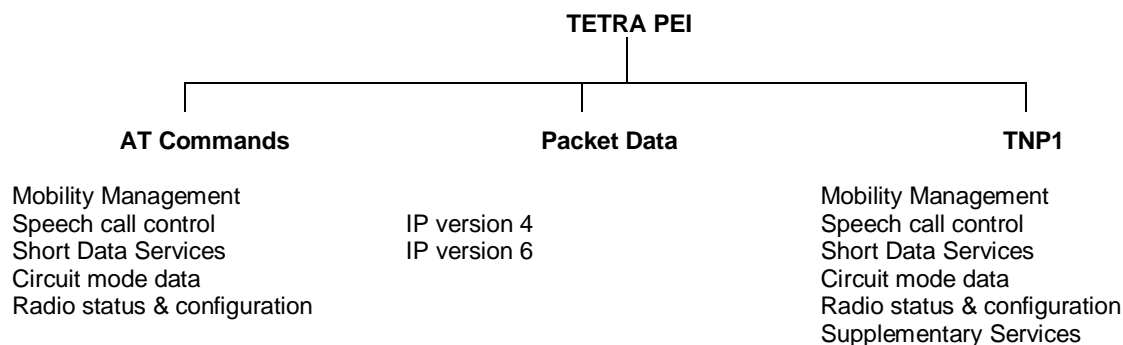 TETRA PEI
AT Commands
Packet Data
TNP1
Mobility Management
Speech call control
Short Data Services
Circuit mode data
Radio status & configuration
IP version 4
IP version 6
Mobility Management
Speech call control
Short Data Services
Circuit mode data
Radio status & configuration
Supplementary Services